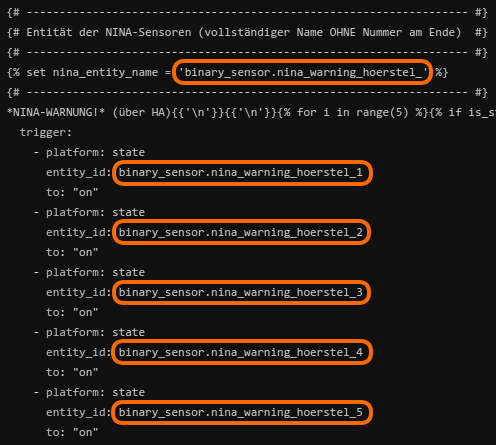 {# ------------------------------------------------------------------ #}
{# Entität der NINA-Sensoren (vollständiger Name OHNE Nummer am Ende)  #}
{# ------------------------------------------------------------------ #}
{% set nina_entity_name = 'binary_sensor.nina_warning_hoerstel_' %}
{# ------------------------------------------------------------------ #}
*NINA-WARNUNG!* (über HA){{'\n'}}{{'\n'}}{% for i in range(5) %}{% if is_s
trigger:
- platform: state
entity_id: binary_sensor.nina_warning_hoerstel_1
to: "on"
- platform: state
entity_id: binary_sensor.nina_warning_hoerstel_2
to: "on"
- platform: state
entity_id: binary_sensor.nina_warning_hoerstel_3
to: "on"
- platform: state
entity_id: binary_sensor.nina_warning_hoerstel_4
to: "on"
- platform: state
entity_id: binary_sensor.nina_warning_hoerstel_5
to: "on"